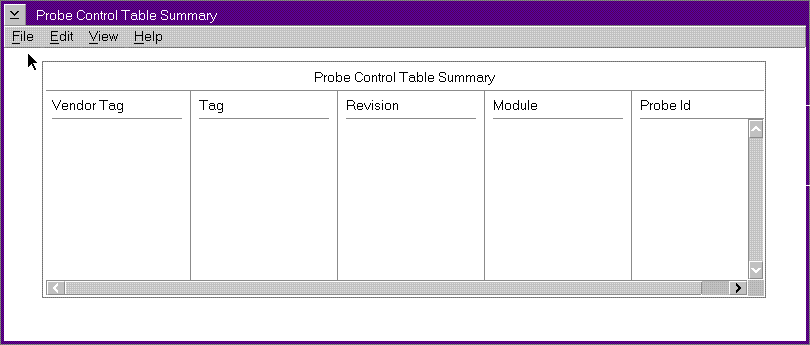 Probe Control Table Summary
File Edit View Help
Probe Control Table Summary
Vendor Tag Tag Revision Module Probe Id